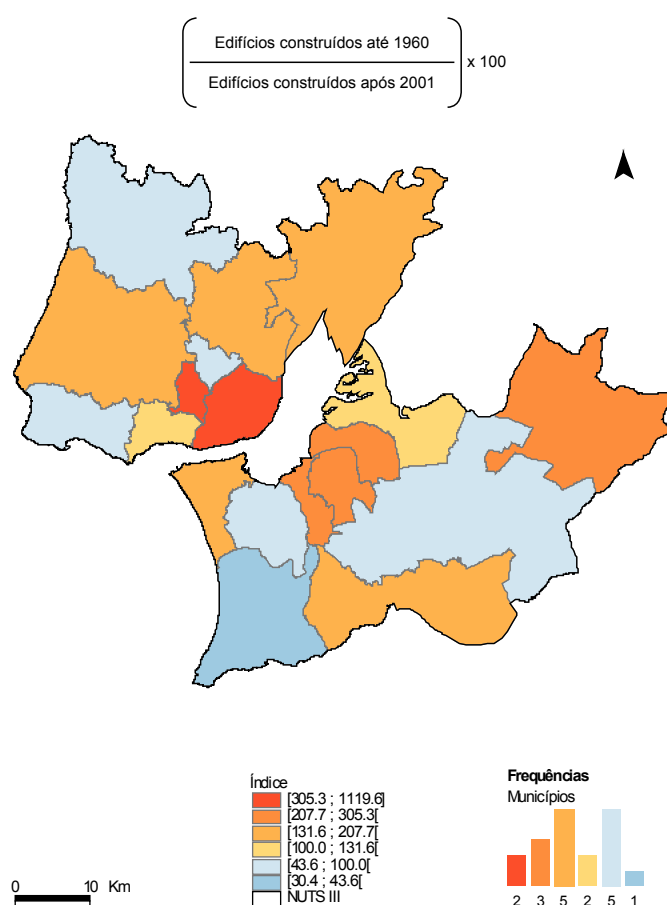 Edifícios construídos até 1960
x 100
Edifícios construídos após 2001
Índice
[305.3 ; 1119.6]
[207.7 ; 305.3[
[131.6 ; 207.7[
[100.0 ; 131.6[
[43.6 ; 100.0[
[30.4 ; 43.6[
NUTS III
Frequências
Municípios
2 3 5 2 5 1
0 10 Km